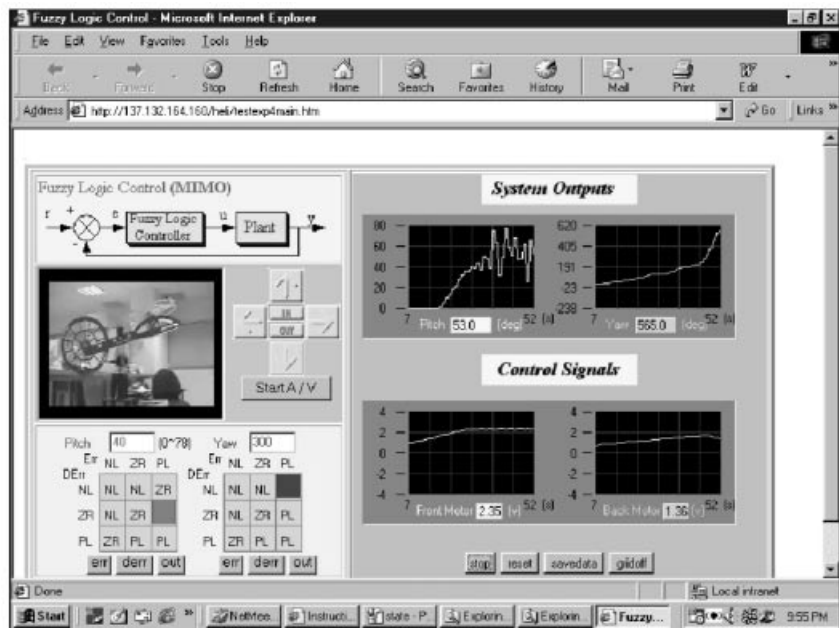 Fuzzy Logic Control - Microsoft Internet Explorer
File Edit View Favorites Tools Help
Back Forward Stop Refresh Home Search Favorites History Mail Print Edit
Address http://137.132.164.160/heli/testexp4main.htm Go Links
Fuzzy Logic Control (MIMO)
r + e Fuzzy Logic Controller u Plant y
-
IN
OUT
Start A / V
Pitch 40 (0~78) Yaw 300
Err NL ZR PL Err NL ZR PL
DErr DErr
NL NL NL ZR NL NL NL
ZR NL ZR ZR NL ZR PL
PL ZR PL PL PL ZR PL PL
err derr out err derr out
System Outputs
80 60 40 20 0
7 52 (s)
Pitch 53.0 (deg)
620 405 191 -23 -238
7 52 (s)
Yaw 565.0 (deg)
Control Signals
4 2 0 -2 -4
7 52 (s)
Front Motor 2.35 (v)
4 2 0 -2 -4
7 52 (s)
Back Motor 1.36 (v)
stop reset savedata gridoff
Done Local intranet
Start NetMee... Instructi... state - P... Explorin... Explorin... Fuzzy... 9:55 PM